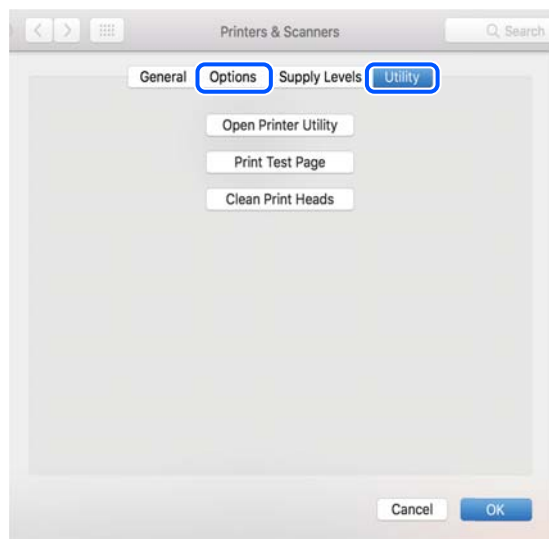 Printers & Scanners
Search
General Options Supply Levels Utility
Open Printer Utility
Print Test Page
Clean Print Heads
Cancel OK